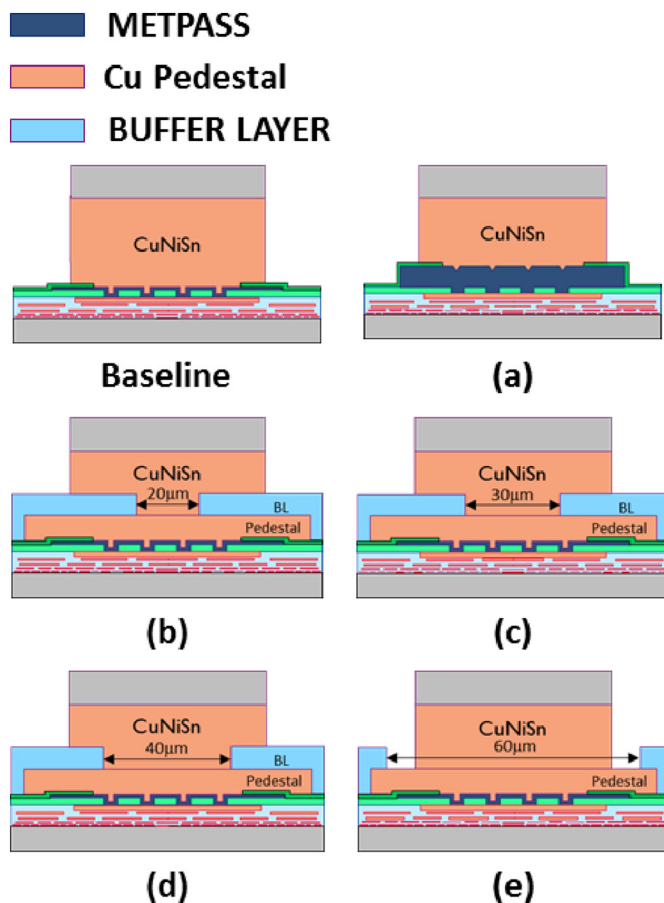 METPASS
Cu Pedestal
BUFFER LAYER
CuNiSn
CuNiSn
Baseline
(a)
CuNiSn
20μm
BL
Pedestal
CuNiSn
30μm
BL
Pedestal
(b)
(c)
CuNiSn
40μm
BL
Pedestal
CuNiSn
60μm
Pedestal
(d)
(e)